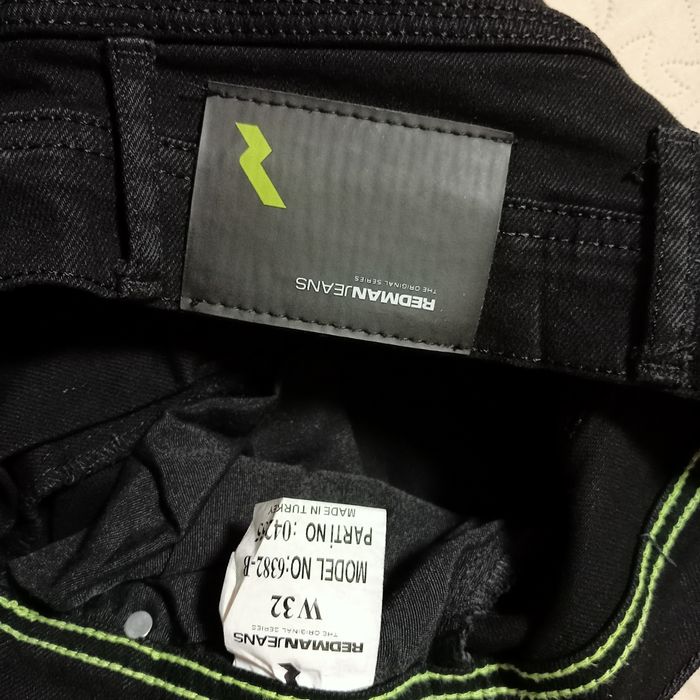 REDMANJEANS
THE ORIGINAL SERIES
REDMANJEANS
THE ORIGINAL SERIES
W 32
MODEL NO:6382-B
PARTİ NO :0425
MADE IN TURKEY